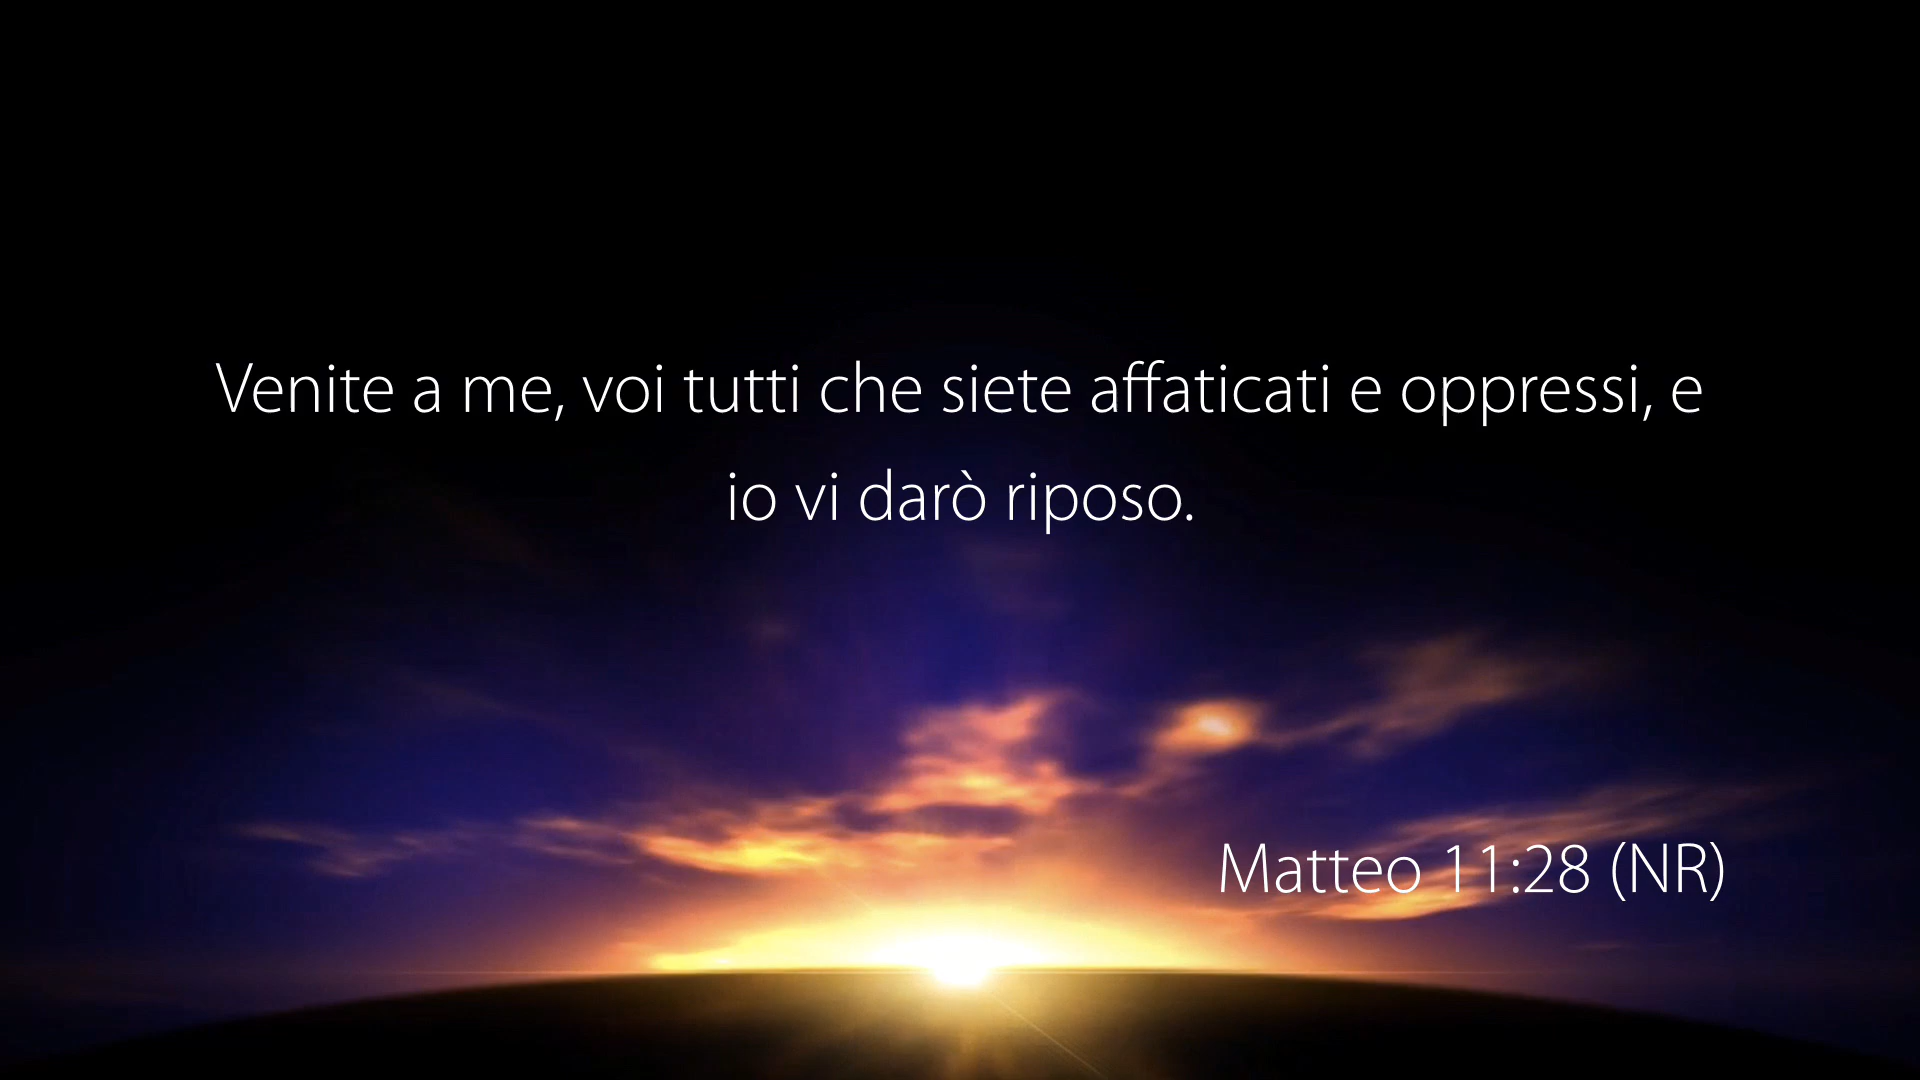 Venite a me, voi tutti che siete affaticati e oppressi, e
io vi darò riposo.
Matteo 11:28 (NR)